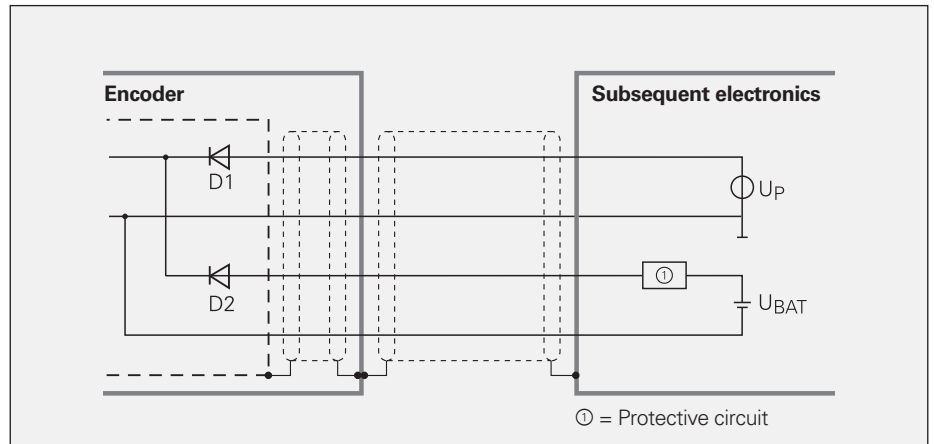 Encoder
Subsequent electronics
D1
UP
D2
①
UBAT
① = Protective circuit